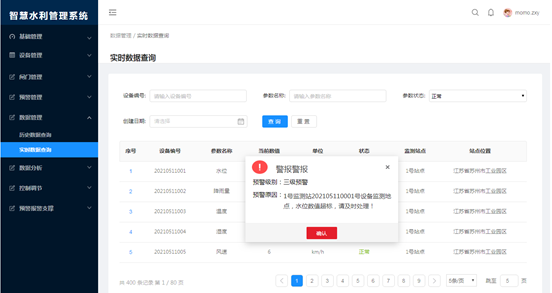 智慧水利管理系统
momo.zxy
基础管理
设备管理
闸门管理
预警管理
数据管理
历史数据查询
实时数据查询
数据分析
控制调节
预警报警支撑
数据管理 / 实时数据查询
实时数据查询
设备编号: 请输入设备编号 参数名称: 请输入参数名称 参数状态: 正常
创建日期: 请选择 查 询 重 置
序号 设备编号 参数名称 当前数值 单位 状态 监测站点 站点位置
1 20210511001 水位 1号站点 江苏省苏州市工业园区
2 20210511002 降雨量 1号站点 江苏省苏州市工业园区
3 20210511003 温度 1号站点 江苏省苏州市工业园区
4 20210511004 湿度 1号站点 江苏省苏州市工业园区
5 20210511005 风速 6 km/h 正常 1号站点 江苏省苏州市工业园区
警报警报
预警级别: 三级预警
预警原因: 1号监测站20210511001号设备监测地
点，水位数值超标，请及时处理！
确认
共 400 条记录 第 1 / 80 页
1 2 3 4 5 6 7 8 9 5条/页 跳至 5 页